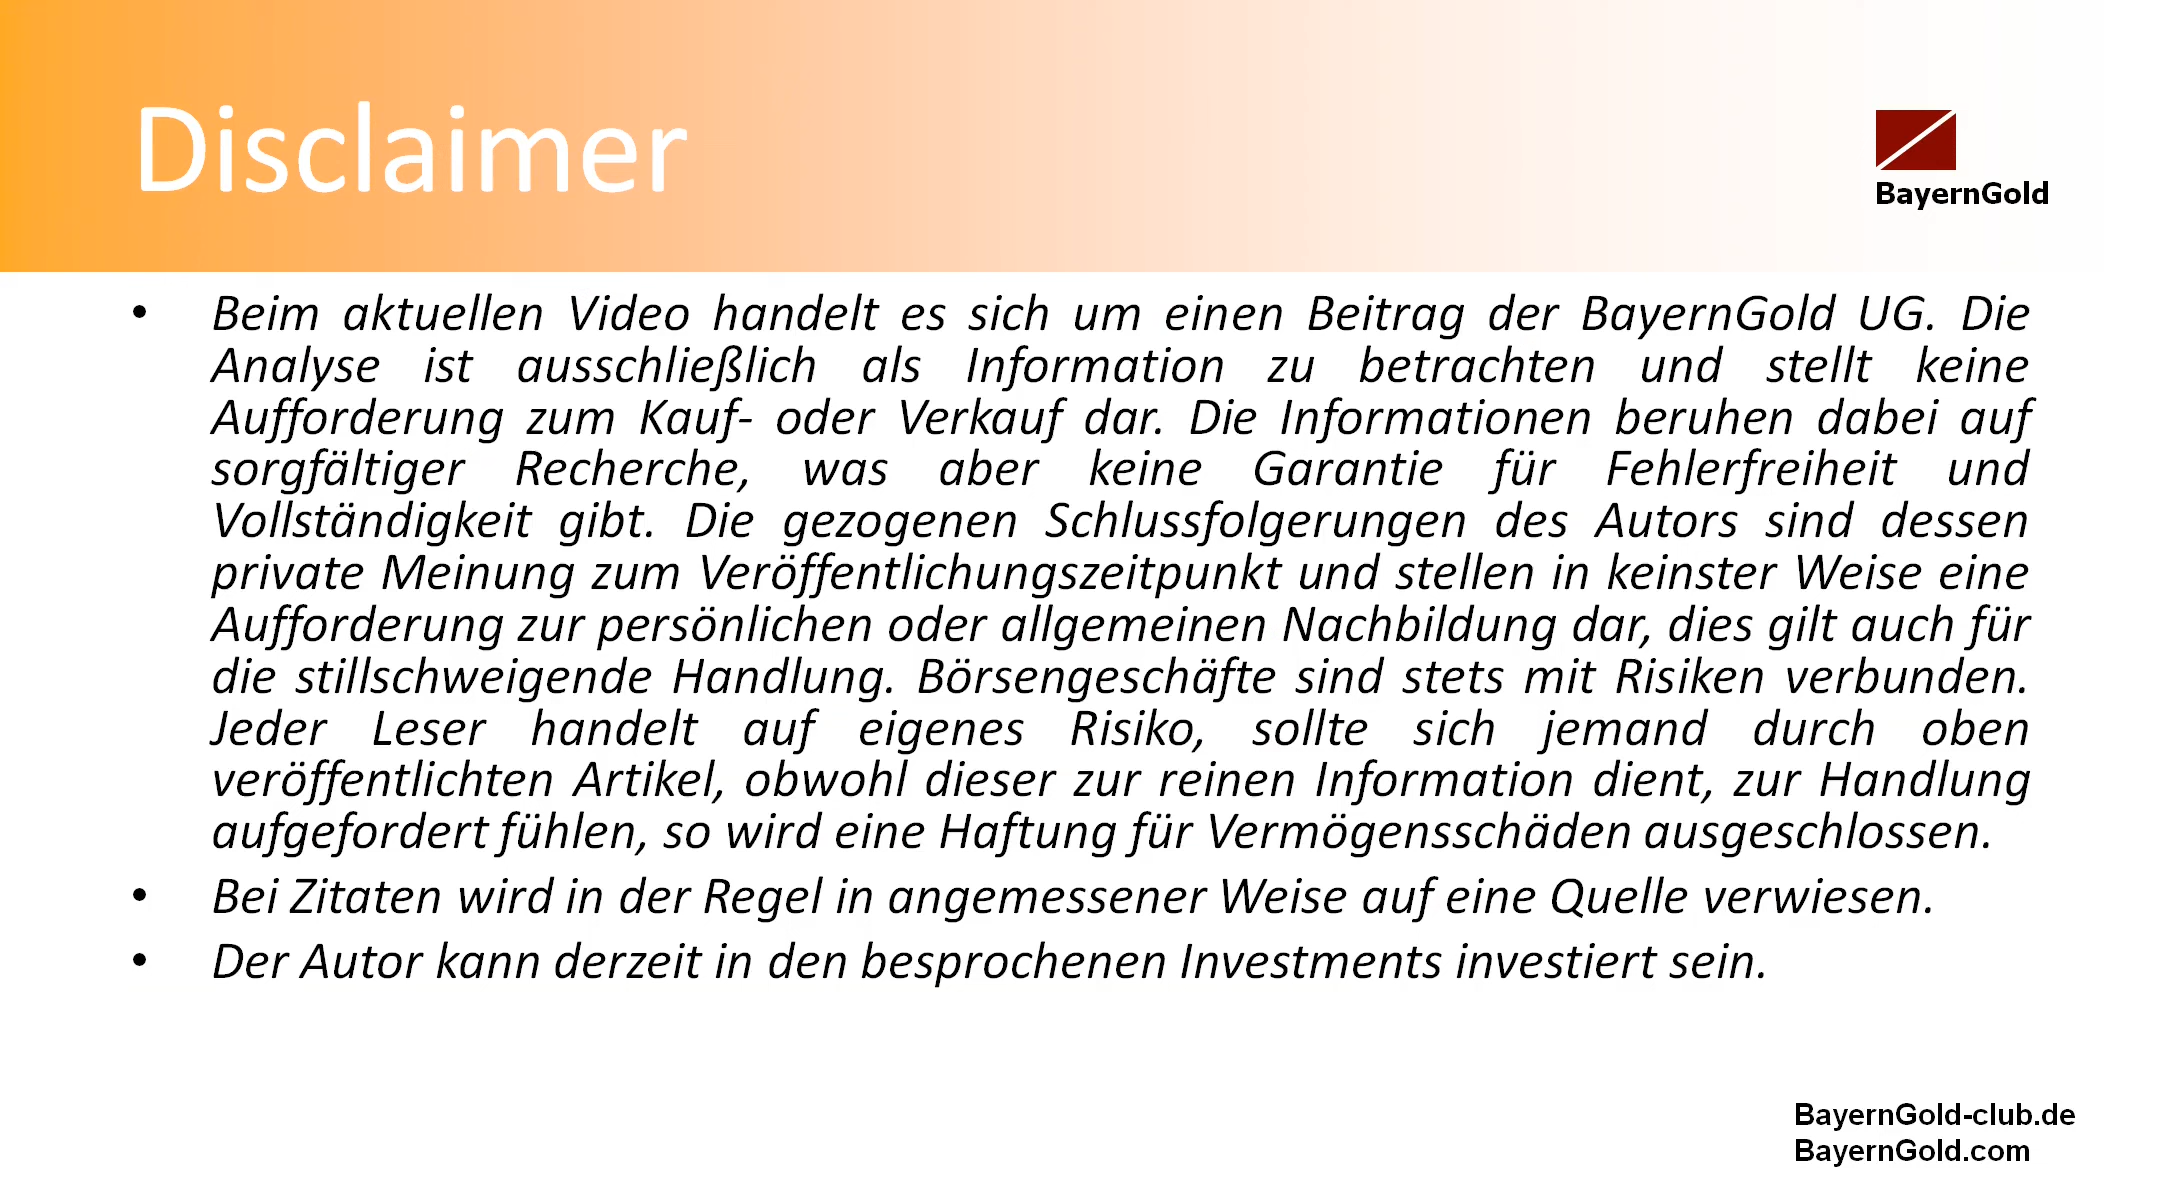 Disclaimer
BayernGold
• Beim aktuellen Video handelt es sich um einen Beitrag der BayernGold UG. Die
Analyse ist ausschließlich als Information zu betrachten und stellt keine
Aufforderung zum Kauf- oder Verkauf dar. Die Informationen beruhen dabei auf
sorgfältiger Recherche, was aber keine Garantie für Fehlerfreiheit und
Vollständigkeit gibt. Die gezogenen Schlussfolgerungen des Autors sind dessen
private Meinung zum Veröffentlichungszeitpunkt und stellen in keinster Weise eine
Aufforderung zur persönlichen oder allgemeinen Nachbildung dar, dies gilt auch für
die stillschweigende Handlung. Börsengeschäfte sind stets mit Risiken verbunden.
Jeder Leser handelt auf eigenes Risiko, sollte sich jemand durch oben
veröffentlichten Artikel, obwohl dieser zur reinen Information dient, zur Handlung
aufgefordert fühlen, so wird eine Haftung für Vermögensschäden ausgeschlossen.
• Bei Zitaten wird in der Regel in angemessener Weise auf eine Quelle verwiesen.
• Der Autor kann derzeit in den besprochenen Investments investiert sein.
BayernGold-club.de
BayernGold.com